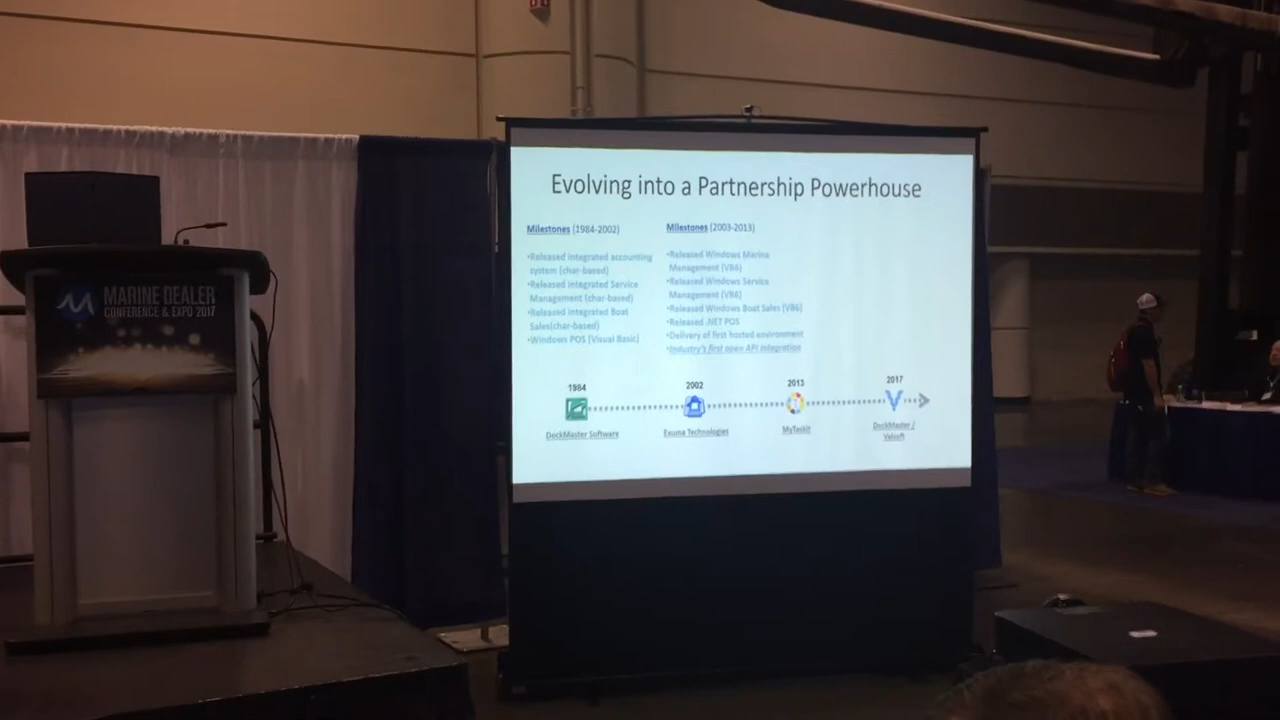 MARINE DEALER
CONFERENCE & EXPO 2017
Evolving into a Partnership Powerhouse
Milestones (1984-2002)
•Released integrated accounting
system (char-based)
•Released integrated Service
Management (char-based)
•Released integrated Boat
Sales(char-based)
•Windows POS (Visual Basic)
Milestones (2003-2013)
•Released Windows Marina
Management (VB6)
•Released Windows Service
Management (VB6)
•Released Windows Boat Sales (VB6)
•Released .NET POS
•Delivery of first hosted environment
•Industry's first open API integration
1984
2002
2013
2017
DockMaster Software
Exuma Technologies
MyTaskit
DockMaster /
Valsoft